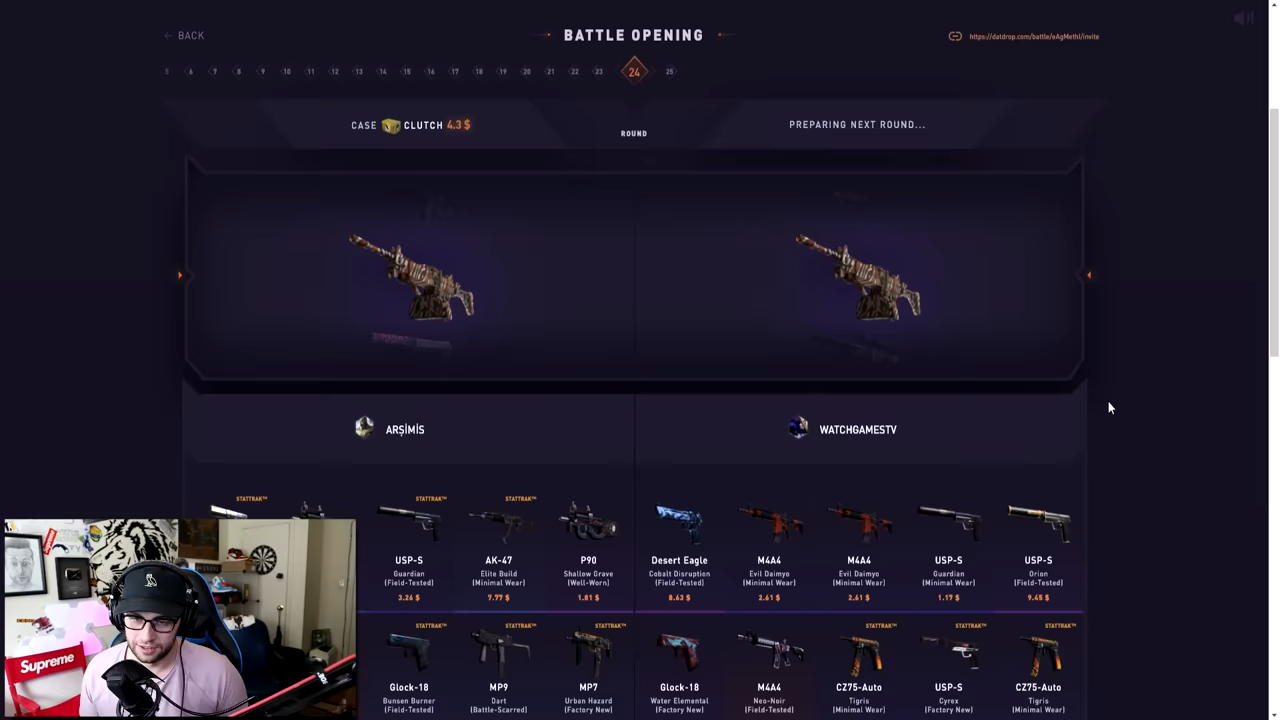 ← BACK
BATTLE OPENING
https://datdrop.com/battle/eAgMethI/invite
5 6 7 8 9 10 11 12 13 14 15 16 17 18 19 20 21 22 23 24 25
CASE CLUTCH 4.3 $
ROUND
PREPARING NEXT ROUND...
ARŞİMİS
WATCHGAMESTV
STATTRAK™ STATTRAK™ STATTRAK™
USP-S AK-47 P90 Desert Eagle M4A4 M4A4 USP-S USP-S
Guardian Elite Build Shallow Grave Cobalt Disruption Evil Daimyo Evil Daimyo Guardian Orion
(Field-Tested) (Minimal Wear) (Well-Worn) (Field-Tested) (Minimal Wear) (Minimal Wear) (Minimal Wear) (Field-Tested)
3.26 $ 7.77 $ 1.81 $ 8.63 $ 2.61 $ 2.61 $ 1.17 $ 9.45 $
STATTRAK™ STATTRAK™ STATTRAK™ STATTRAK™ STATTRAK™ STATTRAK™
Glock-18 MP9 MP7 Glock-18 M4A4 CZ75-Auto USP-S CZ75-Auto
Bunsen Burner Dart Urban Hazard Water Elemental Neo-Noir Tigris Cyrex Tigris
(Field-Tested) (Battle-Scarred) (Factory New) (Factory New) (Field-Tested) (Minimal Wear) (Factory New) (Minimal Wear)
Supreme